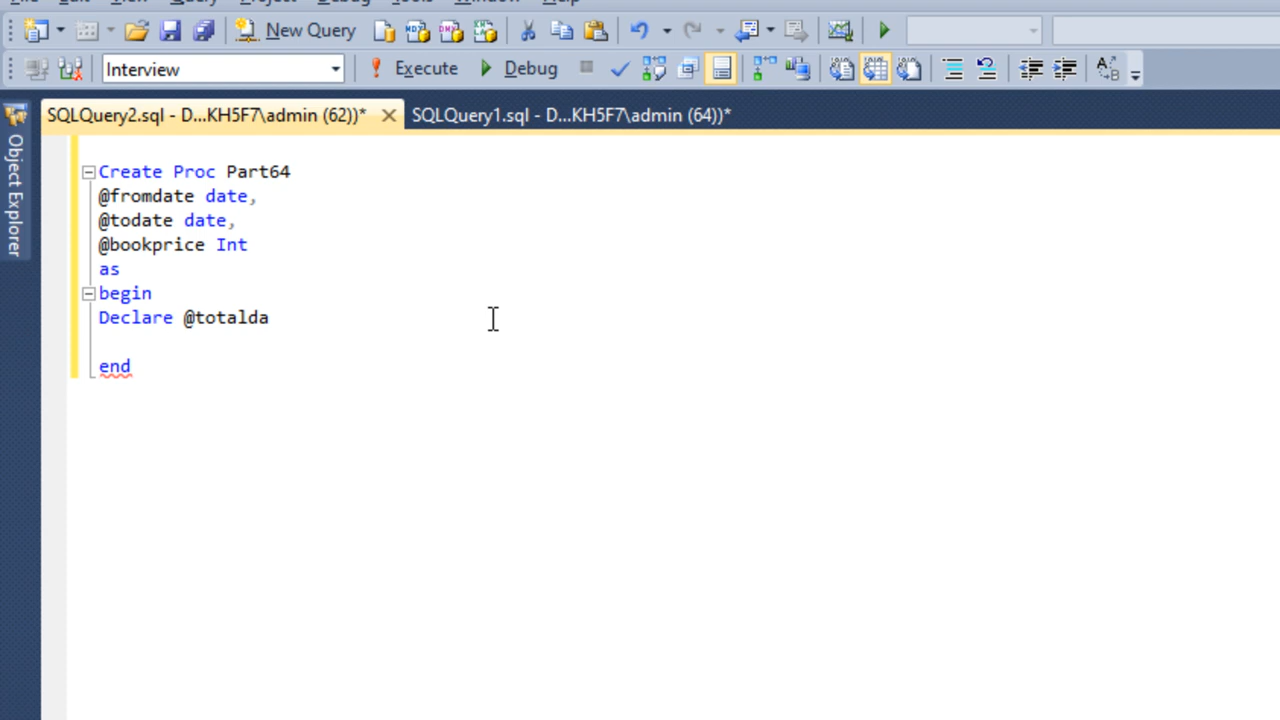 New Query
Interview
Execute
Debug
SQLQuery2.sql - D...KH5F7\admin (62))*
SQLQuery1.sql - D...KH5F7\admin (64))*
Object Explorer
Create Proc Part64
@fromdate date,
@todate date,
@bookprice Int
as
begin
Declare @totalda
end